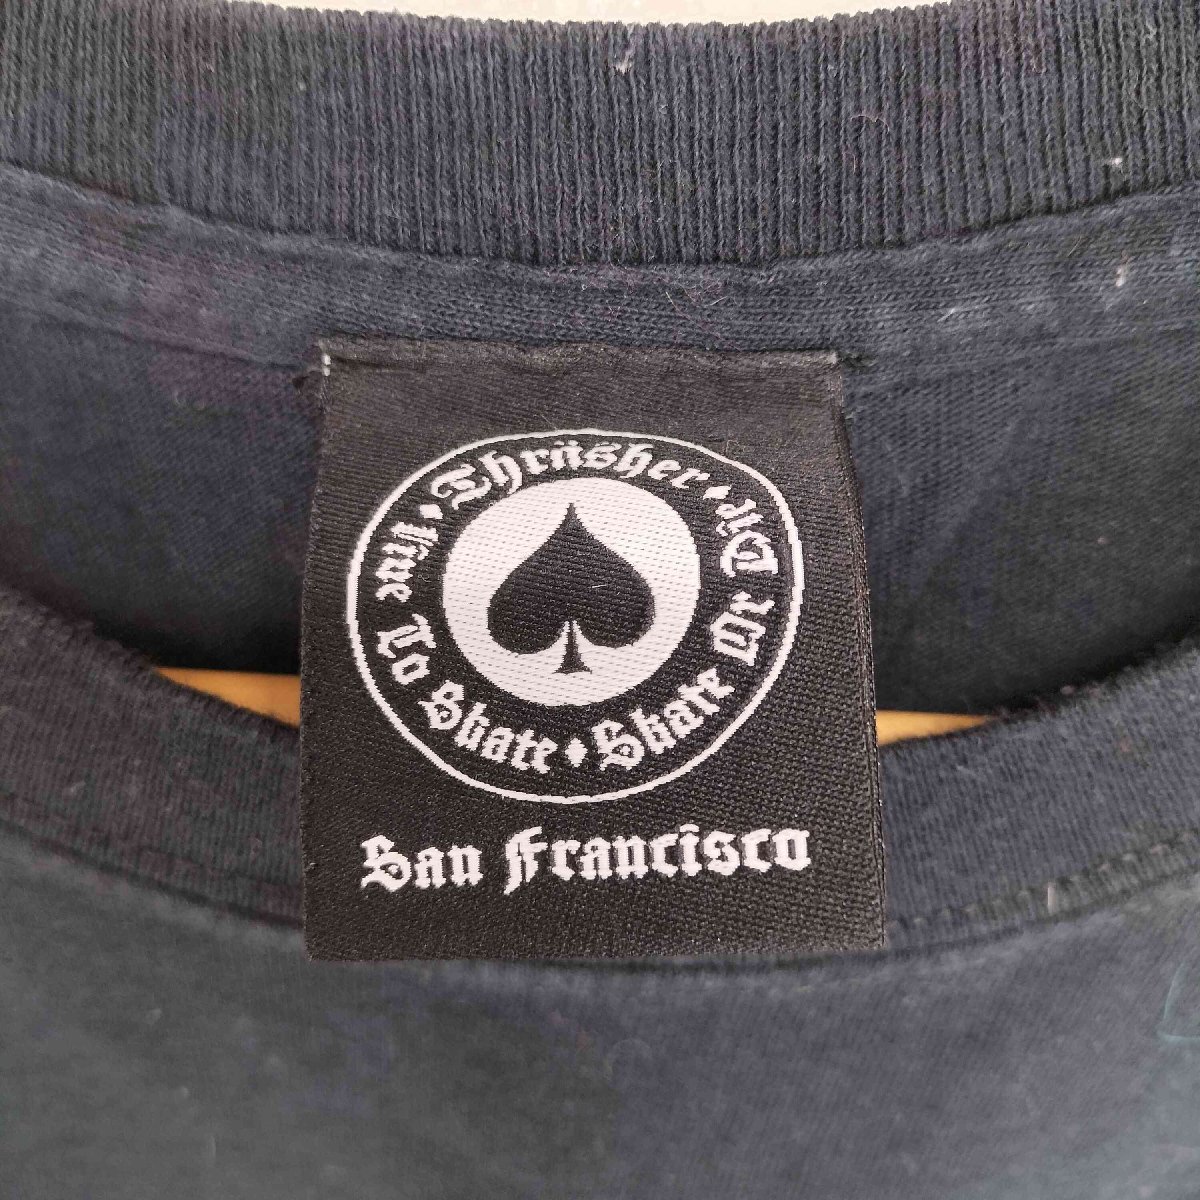 Thrasher
Skate Or Die
Live To Skate
San Francisco